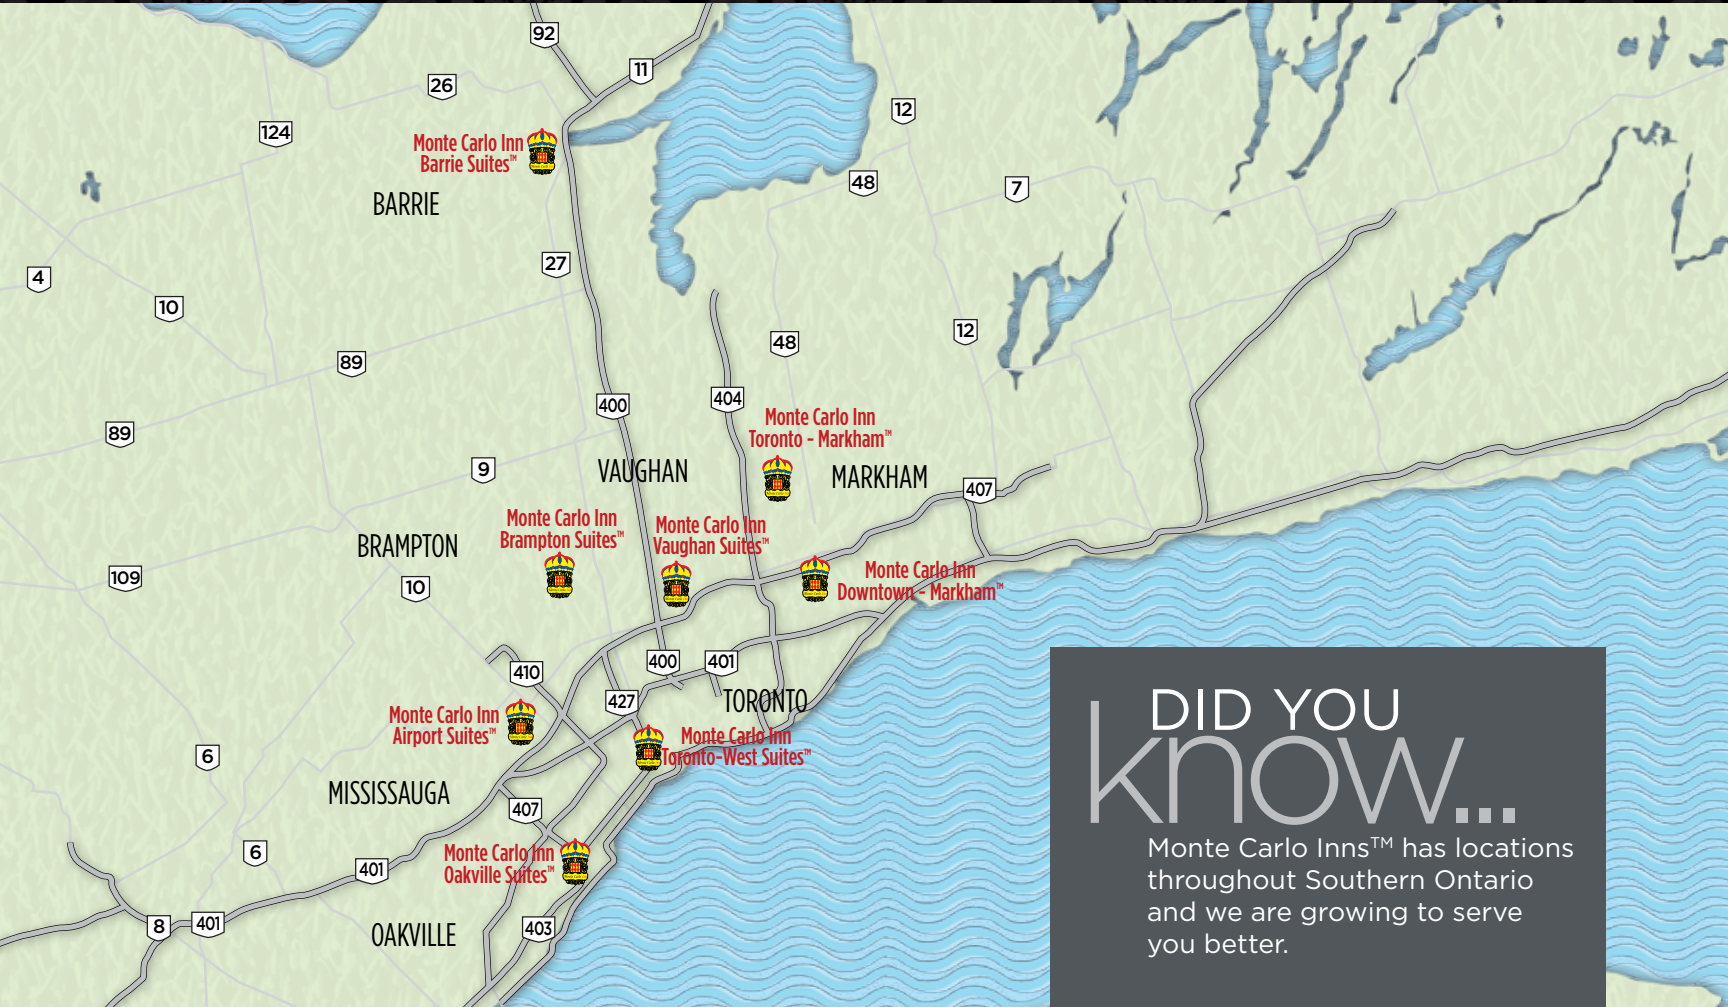 92
11
26
124
12
Monte Carlo Inn
Barrie Suites™
BARRIE
48
7
27
4
10
12
48
89
404
400
Monte Carlo Inn
Toronto - Markham™
89
9
VAUGHAN
MARKHAM
407
Monte Carlo Inn
Brampton Suites™
Monte Carlo Inn
Vaughan Suites™
BRAMPTON
109
10
Monte Carlo Inn
Downtown - Markham™
410
400
401
427
TORONTO
Monte Carlo Inn
Airport Suites™
Monte Carlo Inn
Toronto-West Suites™
6
MISSISSAUGA
407
6
401
Monte Carlo Inn
Oakville Suites™
8
401
OAKVILLE
403
DID YOU
know...
Monte Carlo Inns™ has locations
throughout Southern Ontario
and we are growing to serve
you better.